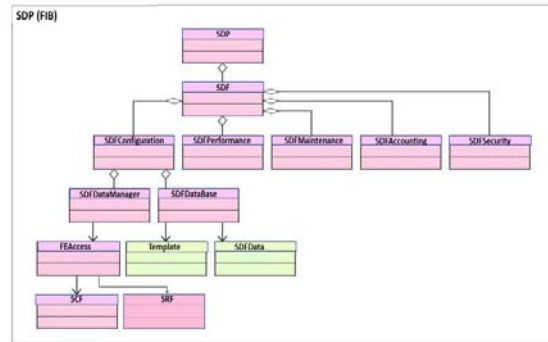 SDP (FIB)
SDP
SDF
SDFConfiguration
SDFPerformance
SDFMaintenance
SDFAccounting
SDFSecurity
SDFDataManager
SDFDataBase
FEAccess
Template
SDFData
SCF
SRF